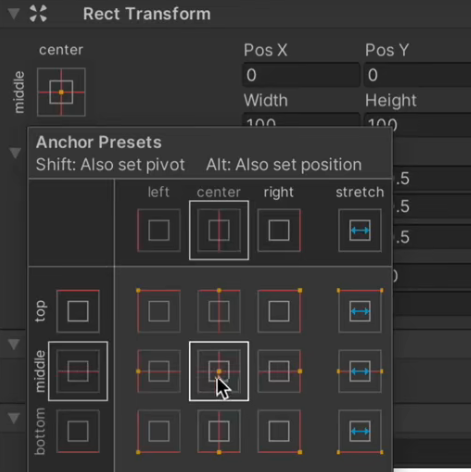 Rect Transform
center
Pos X Pos Y
middle
0 0
Width Height
100 100
Anchor Presets
Shift: Also set pivot Alt: Also set position
.5
left center right stretch
.5
.5
0
top
middle
bottom